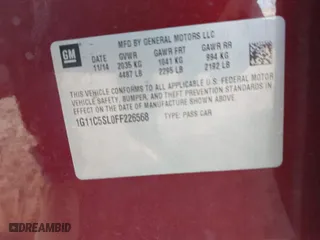 GM
MFD BY GENERAL MOTORS LLC
11/14 GVWR GAWR FRT GAWR RR
2035 KG 1041 KG 994 KG
4487 LB 2295 LB 2192 LB
THIS VEHICLE CONFORMS TO ALL APPLICABLE U.S. FEDERAL MOTOR
VEHICLE SAFETY, BUMPER, AND THEFT PREVENTION STANDARDS IN
EFFECT ON THE DATE OF MANUFACTURE SHOWN ABOVE.
1G11C5SL0FF226568 TYPE: PASS CAR
DREAMBID